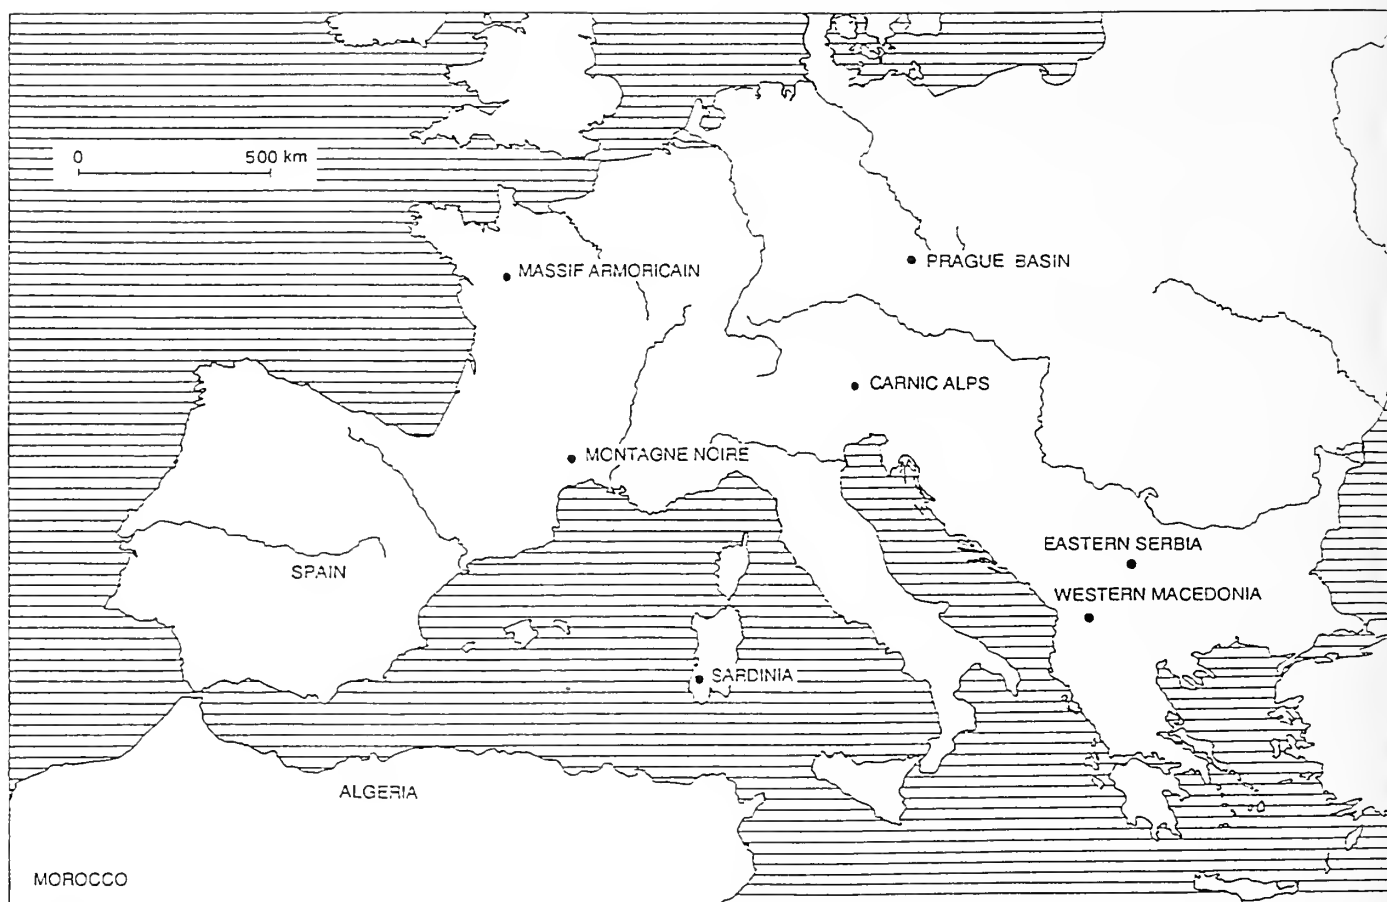 0 500 km
MASSIF ARMORICAIN
PRAGUE BASIN
CARNIC ALPS
MONTAGNE NOIRE
EASTERN SERBIA
SPAIN
WESTERN MACEDONIA
SARDINIA
ALGERIA
MOROCCO